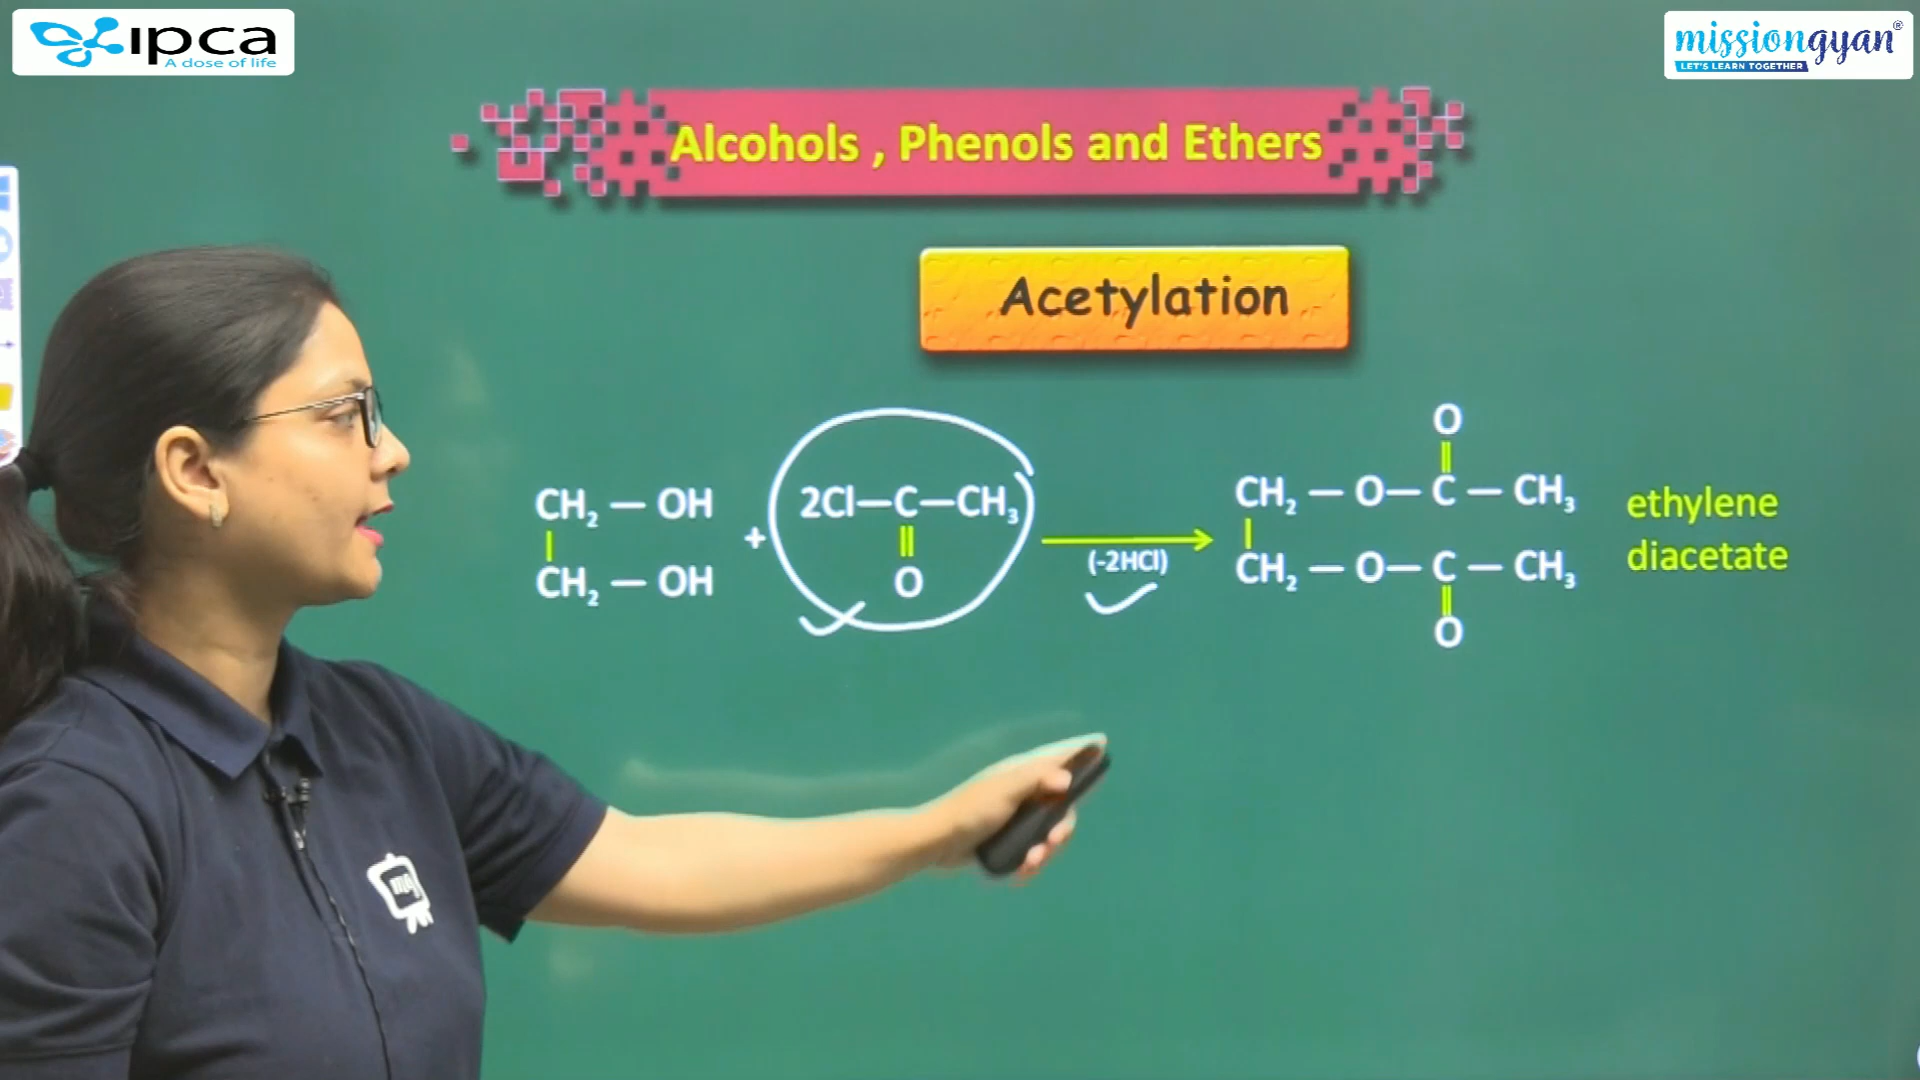 ipca
A dose of life
missiongyan®
LET'S LEARN TOGETHER
Alcohols , Phenols and Ethers
Acetylation
O
CH₂ — OH
+
2Cl—C—CH₃
(-2HCl)
CH₂ — O— C — CH₃
ethylene
diacetate
CH₂ — OH
O
CH₂ — O— C — CH₃
O
mg